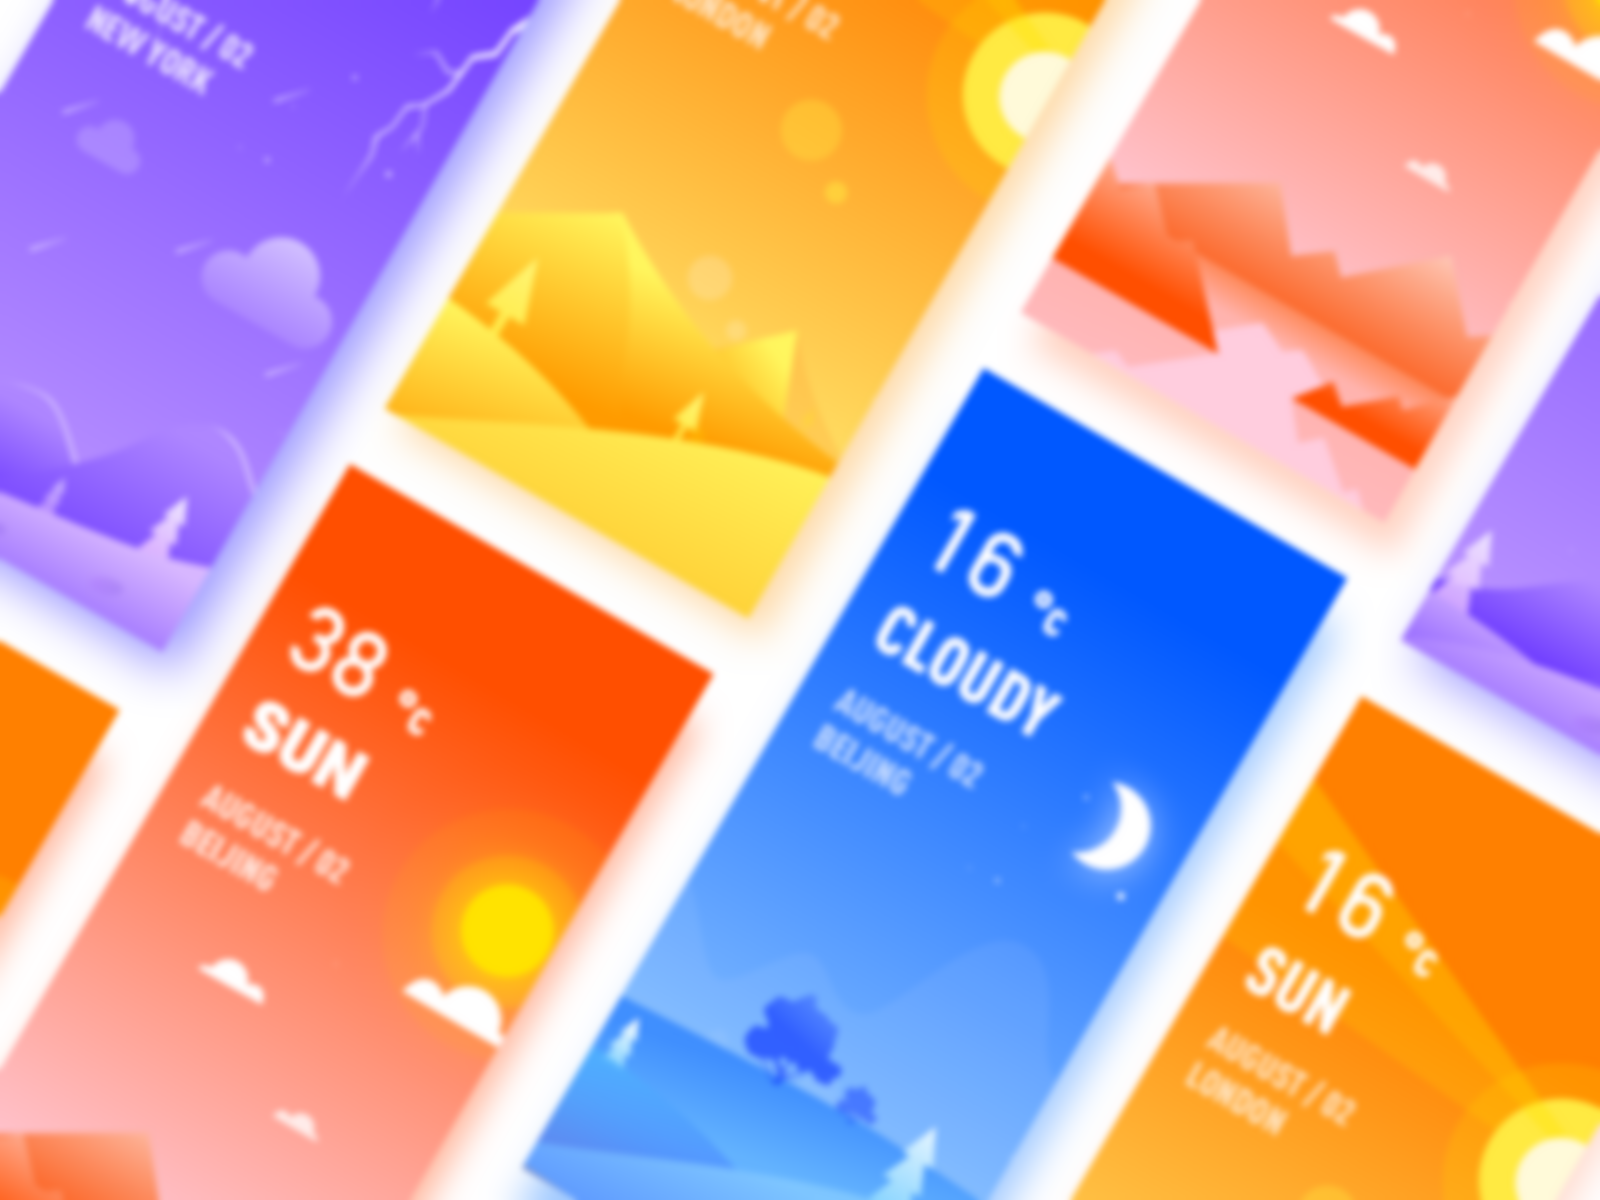 AUGUST / 02
NEW YORK
/ 02
LONDON
38 °C
SUN
AUGUST / 02
BEIJING
16 °C
CLOUDY
AUGUST / 02
BEIJING
16 °C
SUN
AUGUST / 02
LONDON